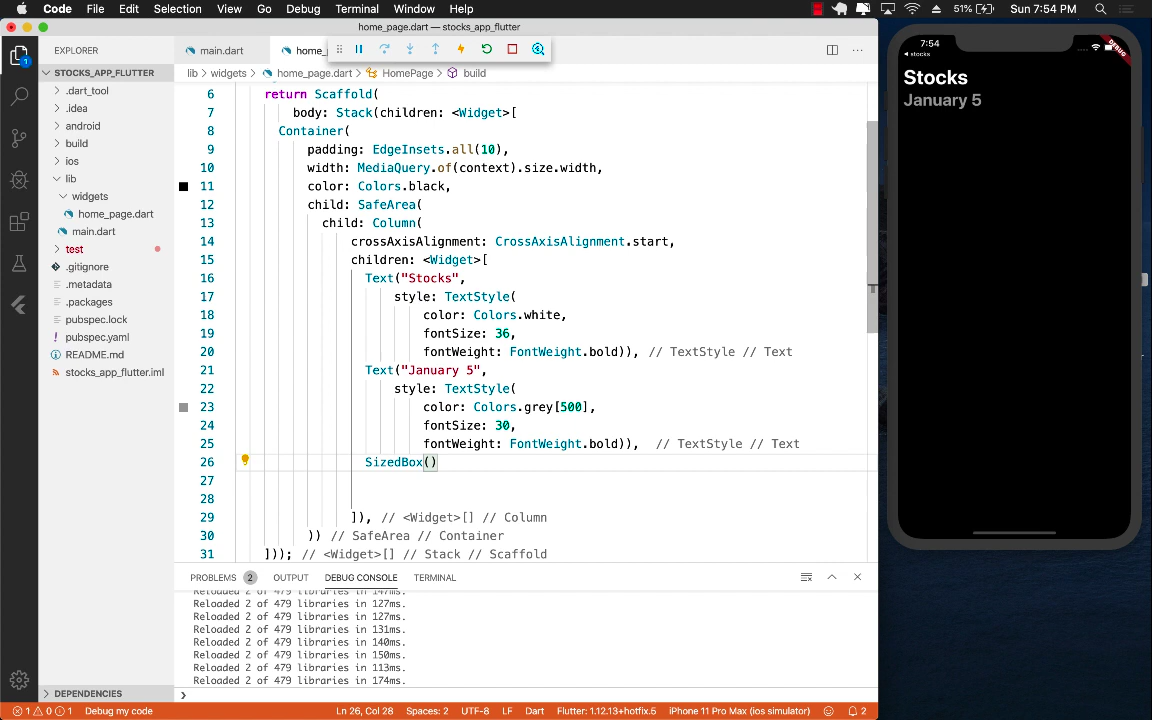 Code File Edit Selection View Go Debug Terminal Window Help 51% Sun 7:54 PM
home_page.dart — stocks_app_flutter
EXPLORER
main.dart
home_
STOCKS_APP_FLUTTER
.dart_tool
.idea
android
build
ios
lib
widgets
home_page.dart
main.dart
test
.gitignore
.metadata
.packages
pubspec.lock
pubspec.yaml
README.md
stocks_app_flutter.iml
DEPENDENCIES
1
lib > widgets > home_page.dart > HomePage > build
6 return Scaffold(
7 body: Stack(children: <Widget>[
8 Container(
9 padding: EdgeInsets.all(10),
10 width: MediaQuery.of(context).size.width,
11 color: Colors.black,
12 child: SafeArea(
13 child: Column(
14 crossAxisAlignment: CrossAxisAlignment.start,
15 children: <Widget>[
16 Text("Stocks",
17 style: TextStyle(
18 color: Colors.white,
19 fontSize: 36,
20 fontWeight: FontWeight.bold)), // TextStyle // Text
21 Text("January 5",
22 style: TextStyle(
23 color: Colors.grey[500],
24 fontSize: 30,
25 fontWeight: FontWeight.bold)), // TextStyle // Text
26 SizedBox()
27
28
29 ]), // <Widget>[] // Column
30 )) // SafeArea // Container
31 ])); // <Widget>[] // Stack // Scaffold
PROBLEMS 2 OUTPUT DEBUG CONSOLE TERMINAL
Reloaded 2 of 479 libraries in 147ms.
Reloaded 2 of 479 libraries in 127ms.
Reloaded 2 of 479 libraries in 127ms.
Reloaded 2 of 479 libraries in 131ms.
Reloaded 2 of 479 libraries in 140ms.
Reloaded 2 of 479 libraries in 150ms.
Reloaded 2 of 479 libraries in 113ms.
Reloaded 2 of 479 libraries in 174ms.
1 0 1 Debug my code Ln 26, Col 28 Spaces: 2 UTF-8 LF Dart Flutter: 1.12.13+hotfix.5 iPhone 11 Pro Max (ios simulator) 2
7:54
stocks
DEBUG
Stocks
January 5